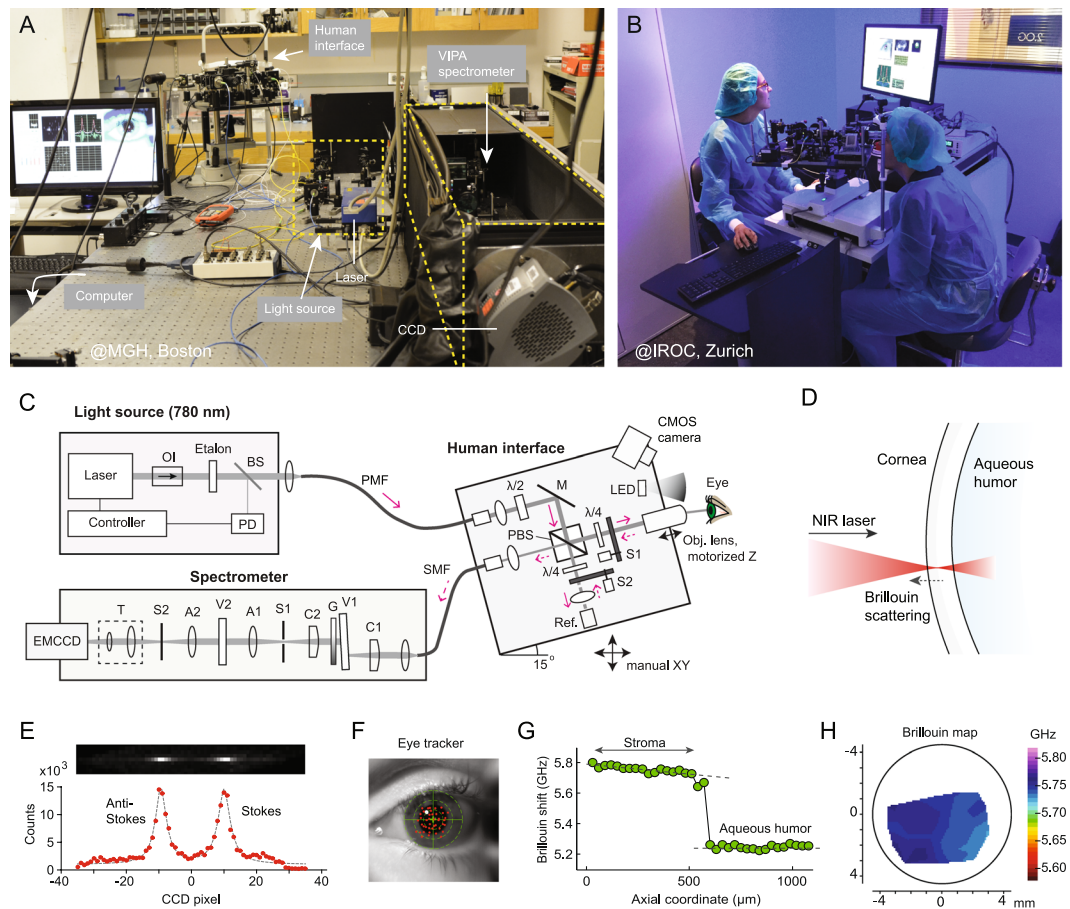 A
Human
interface
VIPA
spectrometer
Laser
Computer
Light source
CCD
@MGH, Boston
B
@IROC, Zurich
C
Light source (780 nm)
Laser
OI
Etalon
BS
Controller
PD
PMF
Human interface
CMOS
camera
LED
Eye
λ/2
M
λ/4
PBS
S1
Obj. lens,
motorized Z
λ/4
S2
Ref.
SMF
15°
manual XY
Spectrometer
EMCCD
T
S2
A2
V2
A1
S1
C2
G
V1
C1
D
Cornea
Aqueous
humor
NIR laser
Brillouin
scattering
E
x10³
15
10
5
0
Counts
Anti-
Stokes
Stokes
-40
-20
0
20
40
CCD pixel
F
Eye tracker
G
Stroma
Aqueous humor
5.8
5.6
5.4
5.2
Brillouin shift (GHz)
0
500
1000
Axial coordinate (µm)
H
Brillouin map
GHz
-4
0
4
-4
0
4
mm
5.80
5.75
5.70
5.65
5.60